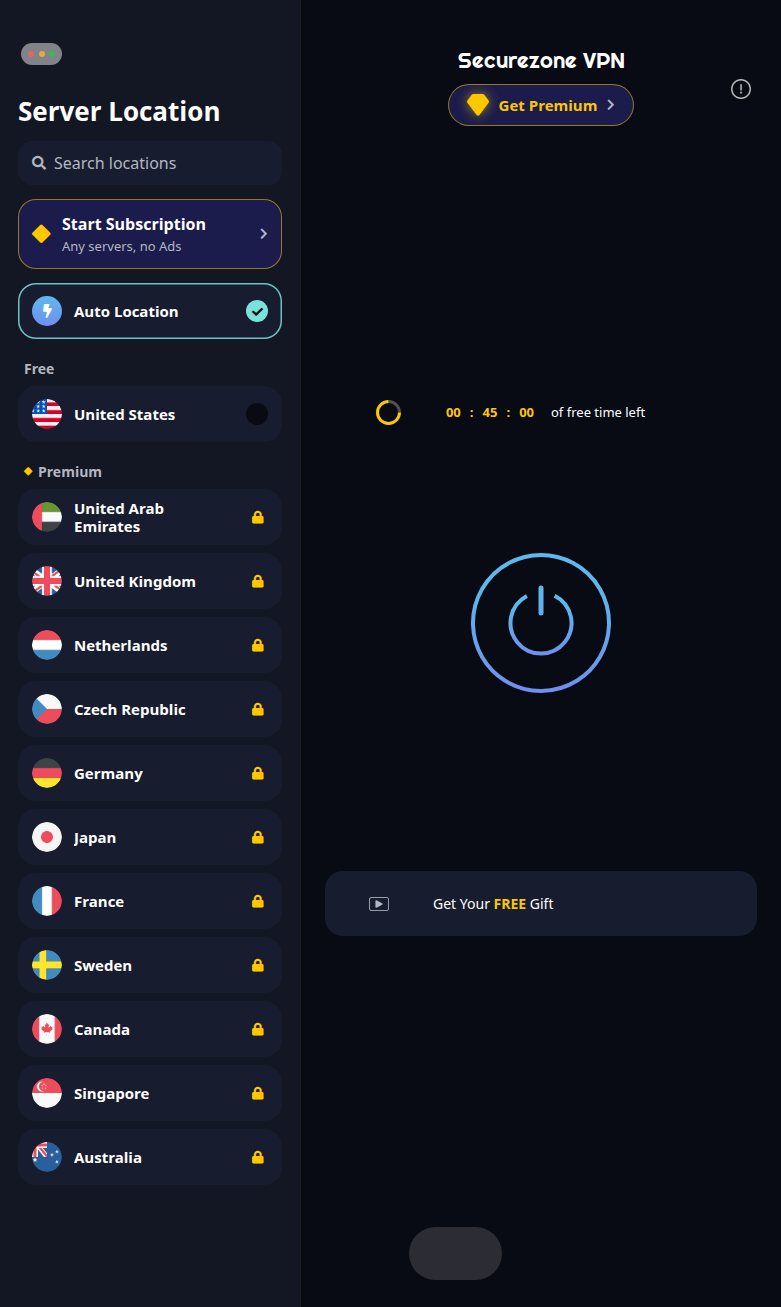 Server Location
Search locations
Start Subscription
Any servers, no Ads
Auto Location
Free
United States
Premium
United Arab
Emirates
United Kingdom
Netherlands
Czech Republic
Germany
Japan
France
Sweden
Canada
Singapore
Australia
Securezone VPN
Get Premium
00 : 45 : 00 of free time left
Get Your FREE Gift